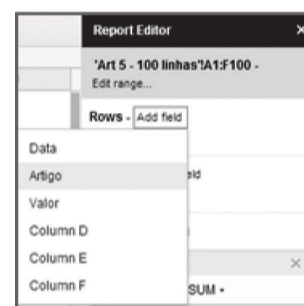 Report Editor
'Art 5 - 100 linhas'!A1:F100 -
Edit range...
Rows - Add field
Data
Artigo
Valor
Column D
Column E
Column F
SUM